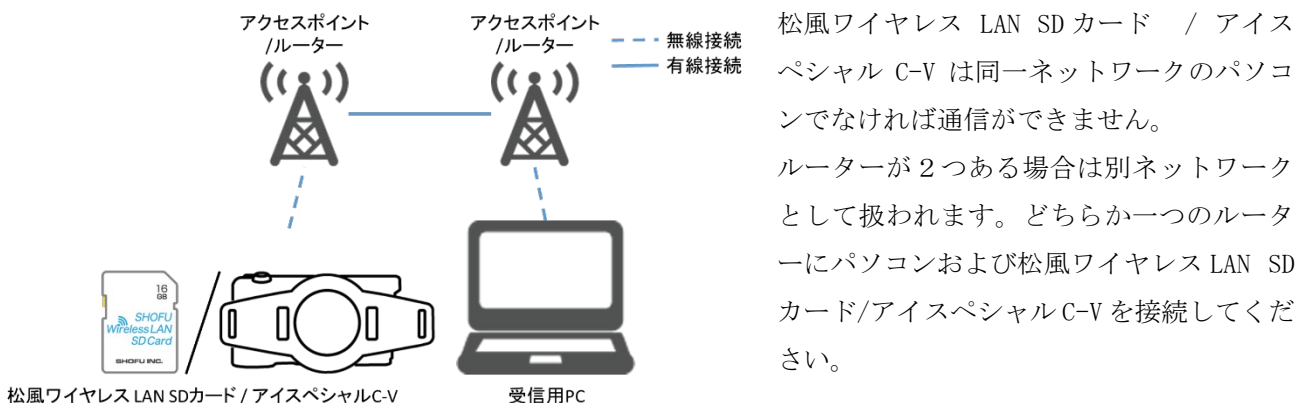 アクセスポイント
/ルーター
アクセスポイント
/ルーター
無線接続
有線接続
16
GB
SHOFU
Wireless LAN
SD Card
SHOFU INC.
松風ワイヤレス LAN SDカード / アイスペシャルC-V
受信用PC
松風ワイヤレス LAN SDカード / アイス
ペシャル C-V は同一ネットワークのパソコ
ンでなければ通信ができません。
ルーターが２つある場合は別ネットワーク
として扱われます。どちらか一つのルータ
ーにパソコンおよび松風ワイヤレス LAN SD
カード/アイスペシャル C-V を接続してくだ
さい。